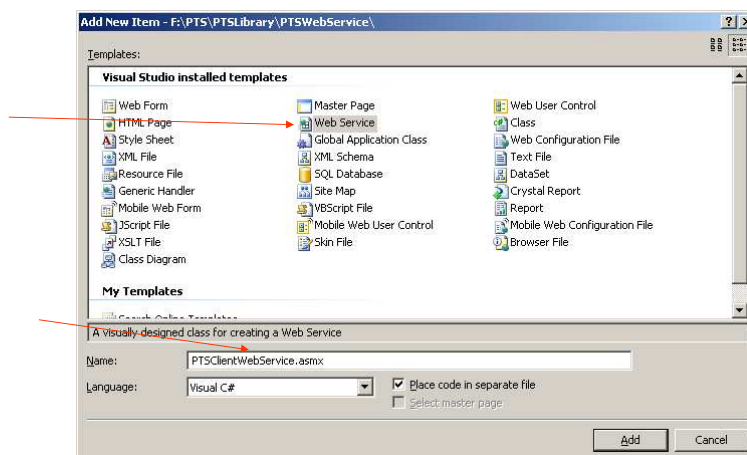 Add New Item - F:\PTS\PTSLibrary\PTSWebService\
Templates:
Visual Studio installed templates
Web Form Master Page Web User Control
HTML Page Web Service Class
Style Sheet Global Application Class Web Configuration File
XML File XML Schema Text File
Resource File SQL Database DataSet
Generic Handler Site Map Crystal Report
Mobile Web Form VBScript File Report
JScript File Mobile Web User Control Mobile Web Configuration File
XSLT File Skin File Browser File
Class Diagram
My Templates
Search Online Templates...
A visually designed class for creating a Web Service
Name: PTSClientWebService.asmx
Language: Visual C# Place code in separate file
Select master page
Add Cancel